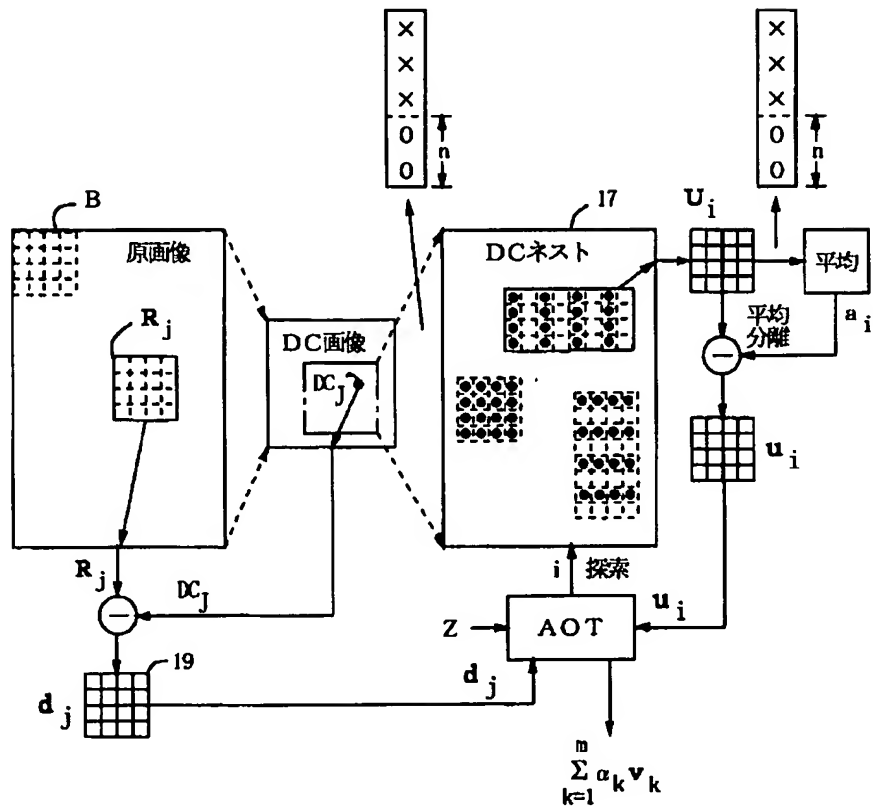 ×
×
×
0
0
n
×
×
×
0
0
n
B
17
U i
原画像
DCネスト
平均
R j
DC画像
平均
分離
a i
DC J
−
u i
R j
DC J
i 探索
−
Z
AOT
u i
19
d j
d j
m
Σ α k v k
k=1